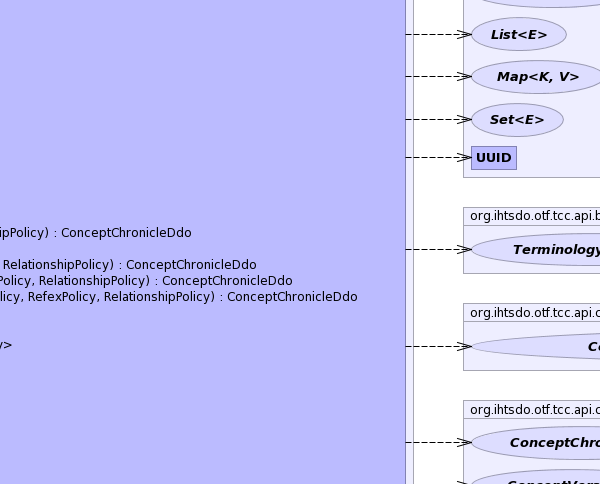 List<E>
Map<K, V>
Set<E>
UUID
org.ihtsdo.otf.tcc.api.b
Terminology
ipPolicy) : ConceptChronicleDdo
RelationshipPolicy) : ConceptChronicleDdo
Policy, RelationshipPolicy) : ConceptChronicleDdo
licy, RefexPolicy, RelationshipPolicy) : ConceptChronicleDdo
y>
org.ihtsdo.otf.tcc.api.c
Co
org.ihtsdo.otf.tcc.api.c
ConceptChro
ConceptVers